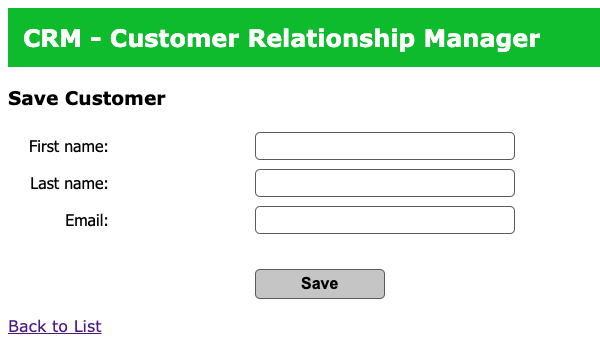 CRM - Customer Relationship Manager
Save Customer
First name:
Last name:
Email:
Save
Back to List